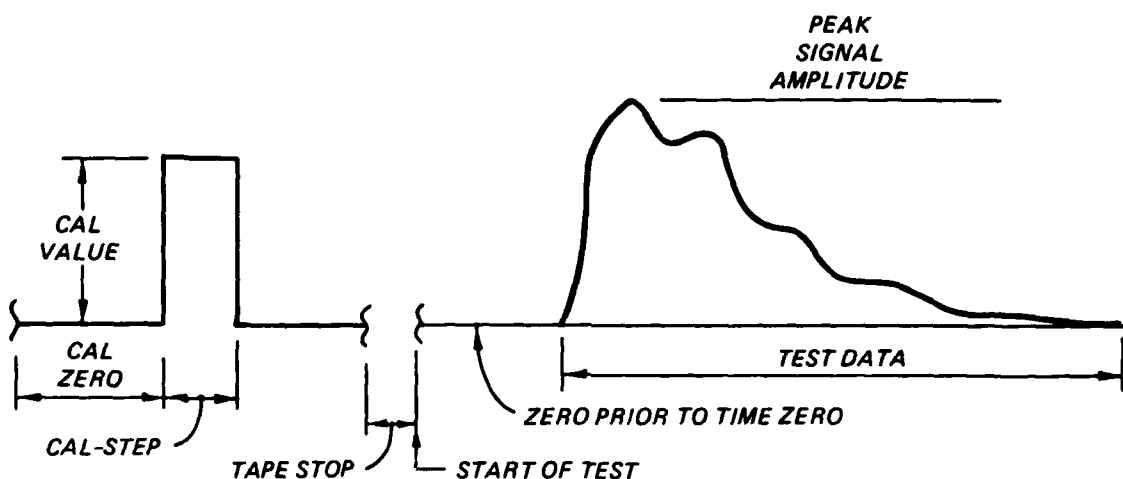 PEAK
SIGNAL
AMPLITUDE
CAL
VALUE
CAL
ZERO
TEST DATA
ZERO PRIOR TO TIME ZERO
CAL-STEP
TAPE STOP
START OF TEST